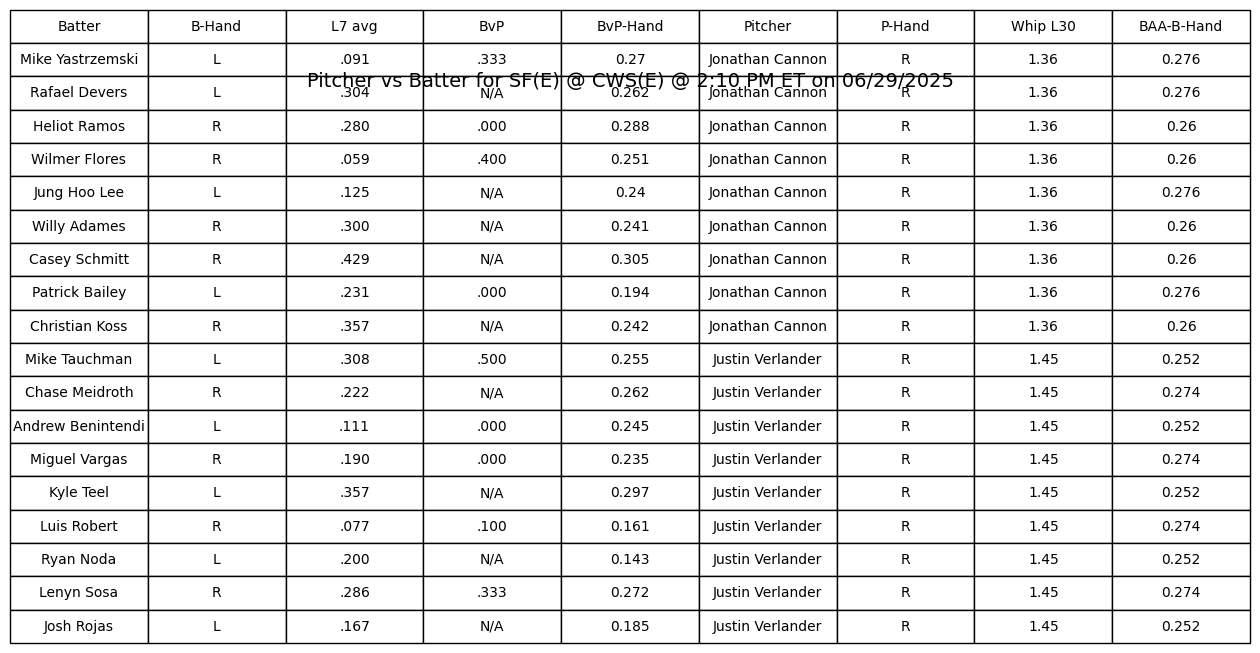 Batter B-Hand L7 avg BvP BvP-Hand Pitcher P-Hand Whip L30 BAA-B-Hand
Mike Yastrzemski L .091 .333 0.27 Jonathan Cannon R 1.36 0.276
Pitcher vs Batter for SF(E) @ CWS(E) @ 2:10 PM ET on 06/29/2025
Rafael Devers L .304 N/A 0.262 Jonathan Cannon R 1.36 0.276
Heliot Ramos R .280 .000 0.288 Jonathan Cannon R 1.36 0.26
Wilmer Flores R .059 .400 0.251 Jonathan Cannon R 1.36 0.26
Jung Hoo Lee L .125 N/A 0.24 Jonathan Cannon R 1.36 0.276
Willy Adames R .300 N/A 0.241 Jonathan Cannon R 1.36 0.26
Casey Schmitt R .429 N/A 0.305 Jonathan Cannon R 1.36 0.26
Patrick Bailey L .231 .000 0.194 Jonathan Cannon R 1.36 0.276
Christian Koss R .357 N/A 0.242 Jonathan Cannon R 1.36 0.26
Mike Tauchman L .308 .500 0.255 Justin Verlander R 1.45 0.252
Chase Meidroth R .222 N/A 0.262 Justin Verlander R 1.45 0.274
Andrew Benintendi L .111 .000 0.245 Justin Verlander R 1.45 0.252
Miguel Vargas R .190 .000 0.235 Justin Verlander R 1.45 0.274
Kyle Teel L .357 N/A 0.297 Justin Verlander R 1.45 0.252
Luis Robert R .077 .100 0.161 Justin Verlander R 1.45 0.274
Ryan Noda L .200 N/A 0.143 Justin Verlander R 1.45 0.252
Lenyn Sosa R .286 .333 0.272 Justin Verlander R 1.45 0.274
Josh Rojas L .167 N/A 0.185 Justin Verlander R 1.45 0.252